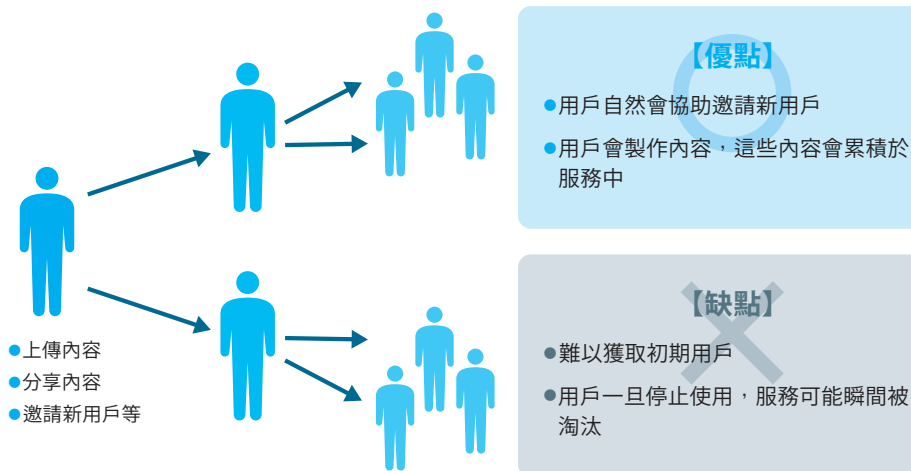 ●上傳內容
●分享內容
●邀請新用戶等
【優點】
●用戶自然會協助邀請新用戶
●用戶會製作內容，這些內容會累積於
服務中
【缺點】
●難以獲取初期用戶
●用戶一旦停止使用，服務可能瞬間被
淘汰